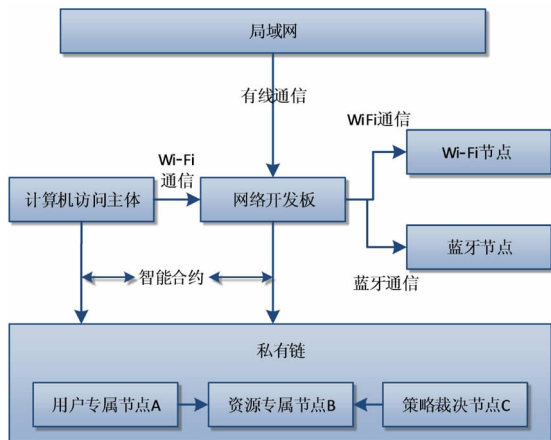 局域网
有线通信
WiFi通信
Wi-Fi
通信
Wi-Fi节点
计算机访问主体
网络开发板
蓝牙节点
智能合约
蓝牙通信
私有链
用户专属节点A
资源专属节点B
策略裁决节点C